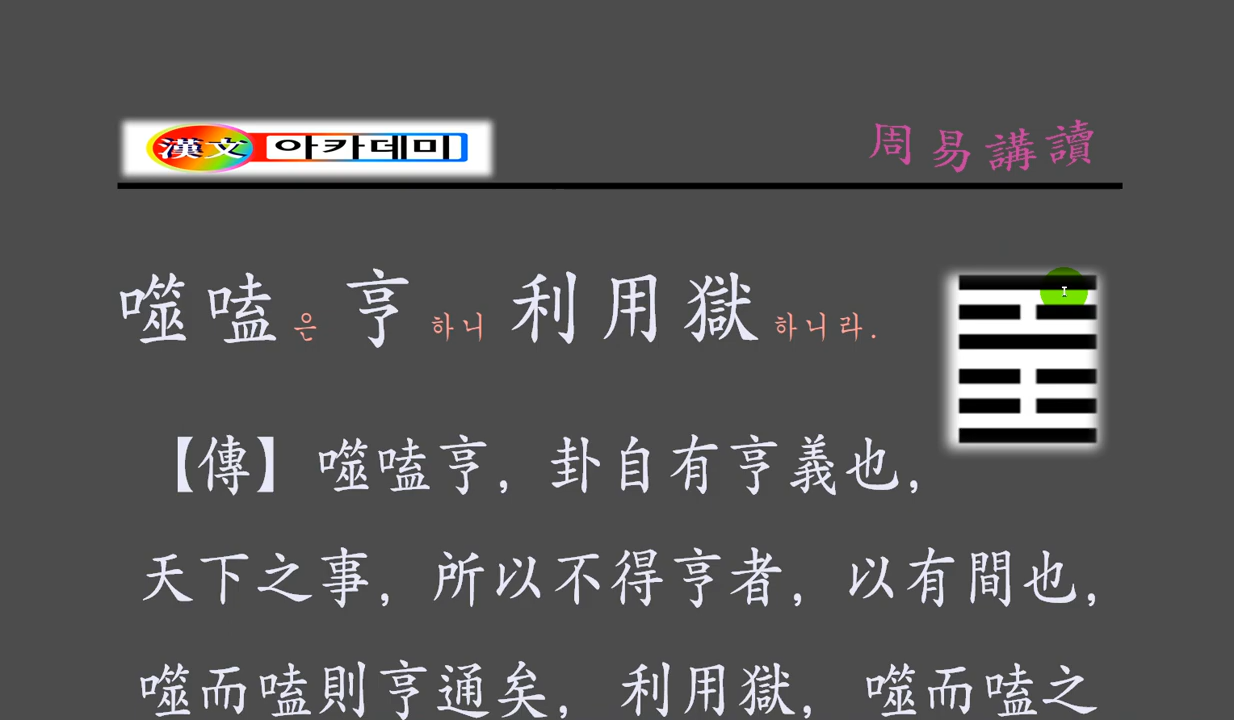 漢文 아카데미
周易講讀
噬嗑은 亨하니 利用獄하니라.
【傳】 噬嗑亨, 卦自有亨義也,
天下之事, 所以不得亨者, 以有間也,
噬而嗑則亨通矣, 利用獄, 噬而嗑之